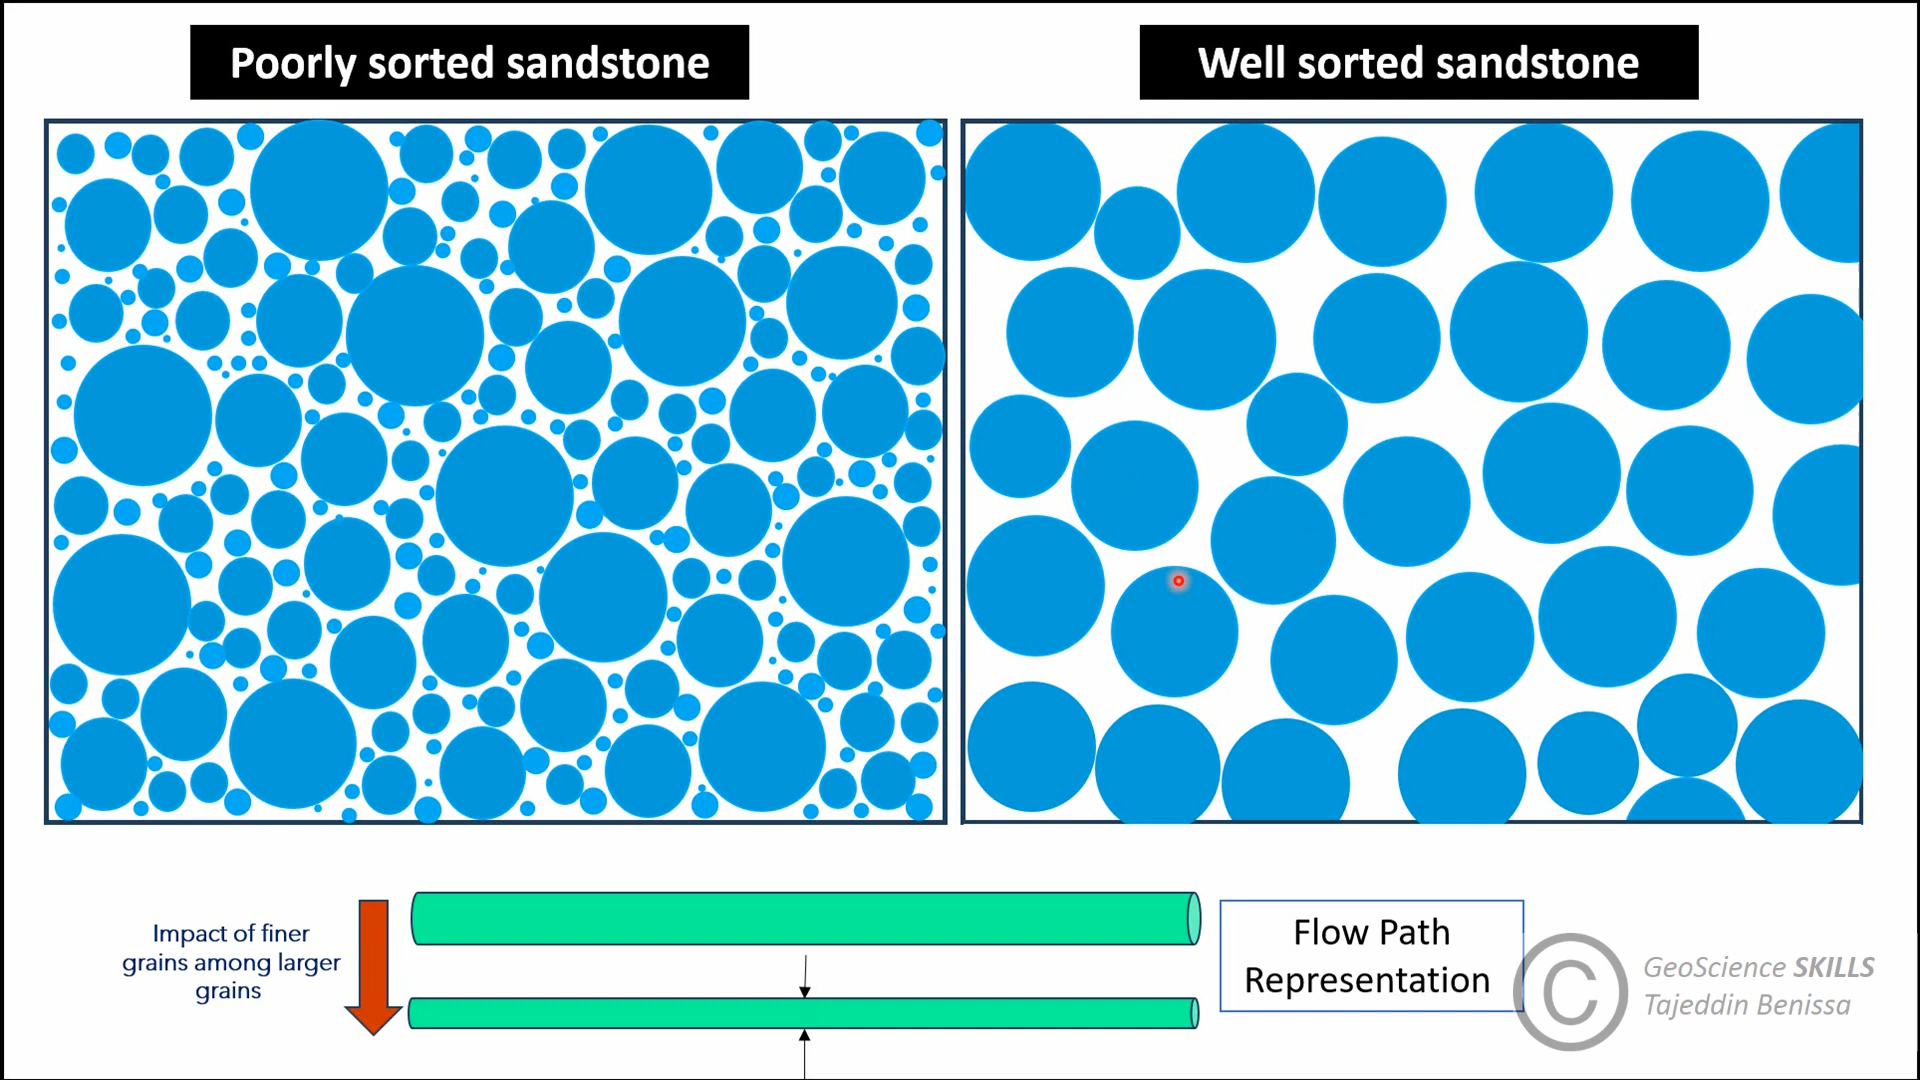 Poorly sorted sandstone
Well sorted sandstone
Impact of finer
grains among larger
grains
Flow Path
Representation
©
GeoScience SKILLS
Tajeddin Benissa